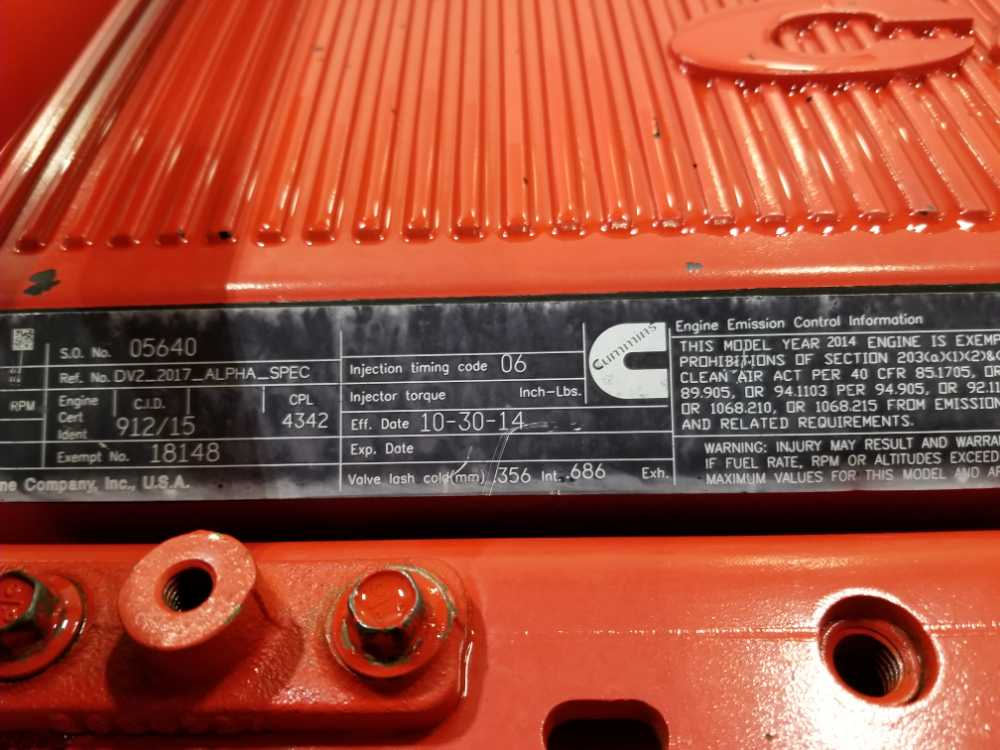 S.O. No. 05640
Ref. No. DV2_2017_ALPHA_SPEC
RPM
Engine Cert Ident
C.I.D.
912/15
CPL
4342
Exempt No. 18148
ne Company, Inc., U.S.A.
Injection timing code 06
Injector torque Inch-Lbs.
Eff. Date 10-30-14
Exp. Date
Valve lash cold(mm) .356 Int. .686 Exh.
Cummins
Engine Emission Control Information
THIS MODEL YEAR 2014 ENGINE IS EXEMP
PROHIBITIONS OF SECTION 203(a)(1)(2)&
CLEAN AIR ACT PER 40 CFR 85.1705, OR
89.905, OR 94.1103 PER 94.905, 92.11
OR 1068.210, OR 1068.215 FROM EMISSION
AND RELATED REQUIREMENTS.
WARNING: INJURY MAY RESULT AND WARRA
IF FUEL RATE, RPM OR ALTITUDES EXCEED
MAXIMUM VALUES FOR THIS MODEL AND A